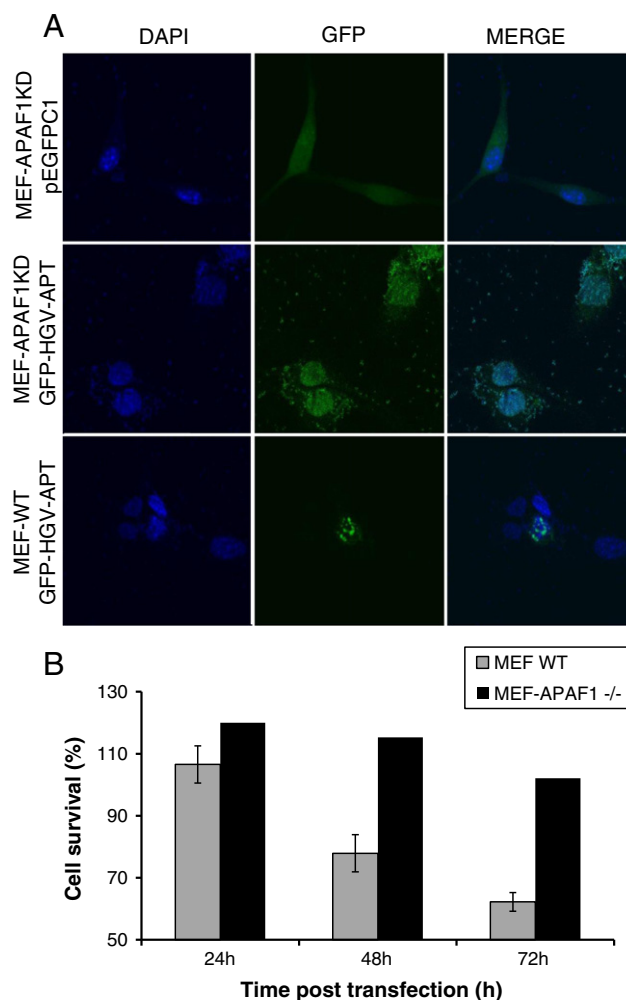 A
DAPI
GFP
MERGE
MEF-APAF1KD
pEGFPC1
MEF-APAF1KD
GFP-HGV-APT
MEF-WT
GFP-HGV-APT
B
MEF WT
MEF-APAF1 -/-
130
110
90
70
50
Cell survival (%)
24h
48h
72h
Time post transfection (h)